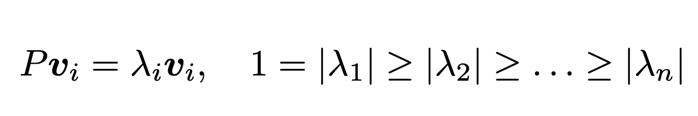 P𝒗ᵢ = λᵢ𝒗ᵢ, 1 = |λ₁| ≥ |λ₂| ≥ … ≥ |λₙ|